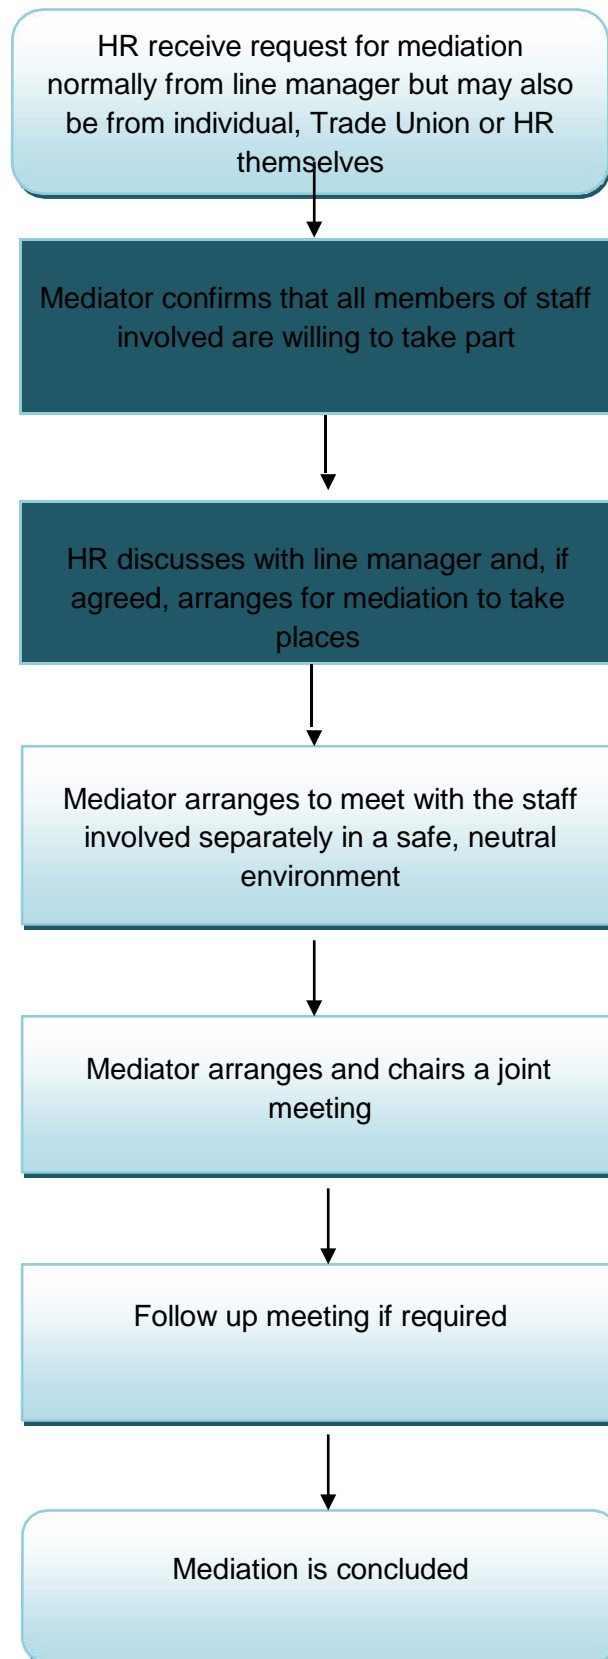 HR receive request for mediation
normally from line manager but may also
be from individual, Trade Union or HR
themselves
Mediator confirms that all members of staff
involved are willing to take part
HR discusses with line manager and, if
agreed, arranges for mediation to take
places
Mediator arranges to meet with the staff
involved separately in a safe, neutral
environment
Mediator arranges and chairs a joint
meeting
Follow up meeting if required
Mediation is concluded